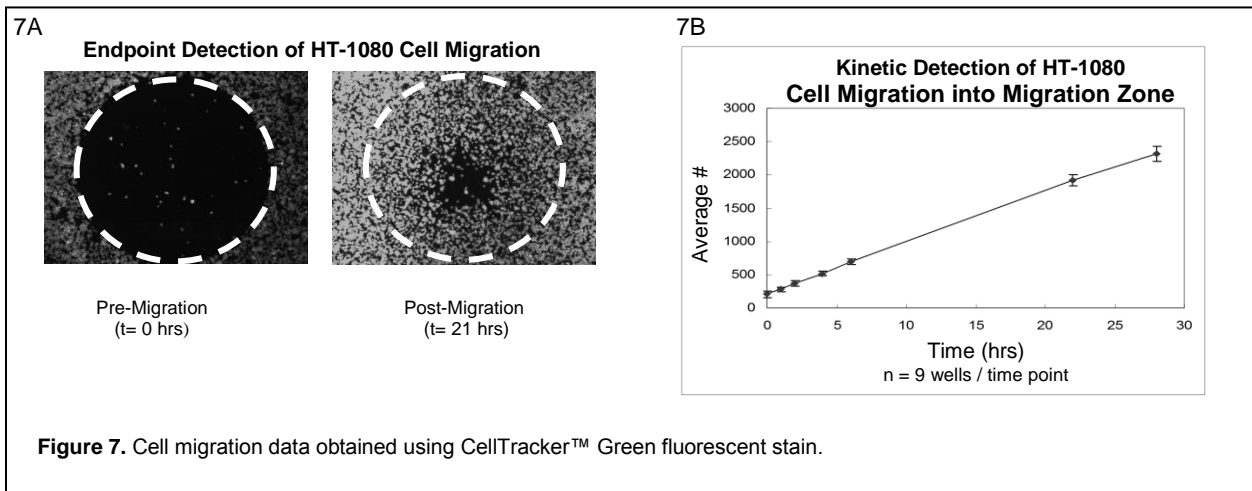 7A
Endpoint Detection of HT-1080 Cell Migration
Pre-Migration
(t= 0 hrs)
Post-Migration
(t= 21 hrs)
7B
Kinetic Detection of HT-1080
Cell Migration into Migration Zone
3000
2500
2000
1500
1000
500
0
Average #
0 5 10 15 20 25 30
Time (hrs)
n = 9 wells / time point
Figure 7. Cell migration data obtained using CellTracker™ Green fluorescent stain.